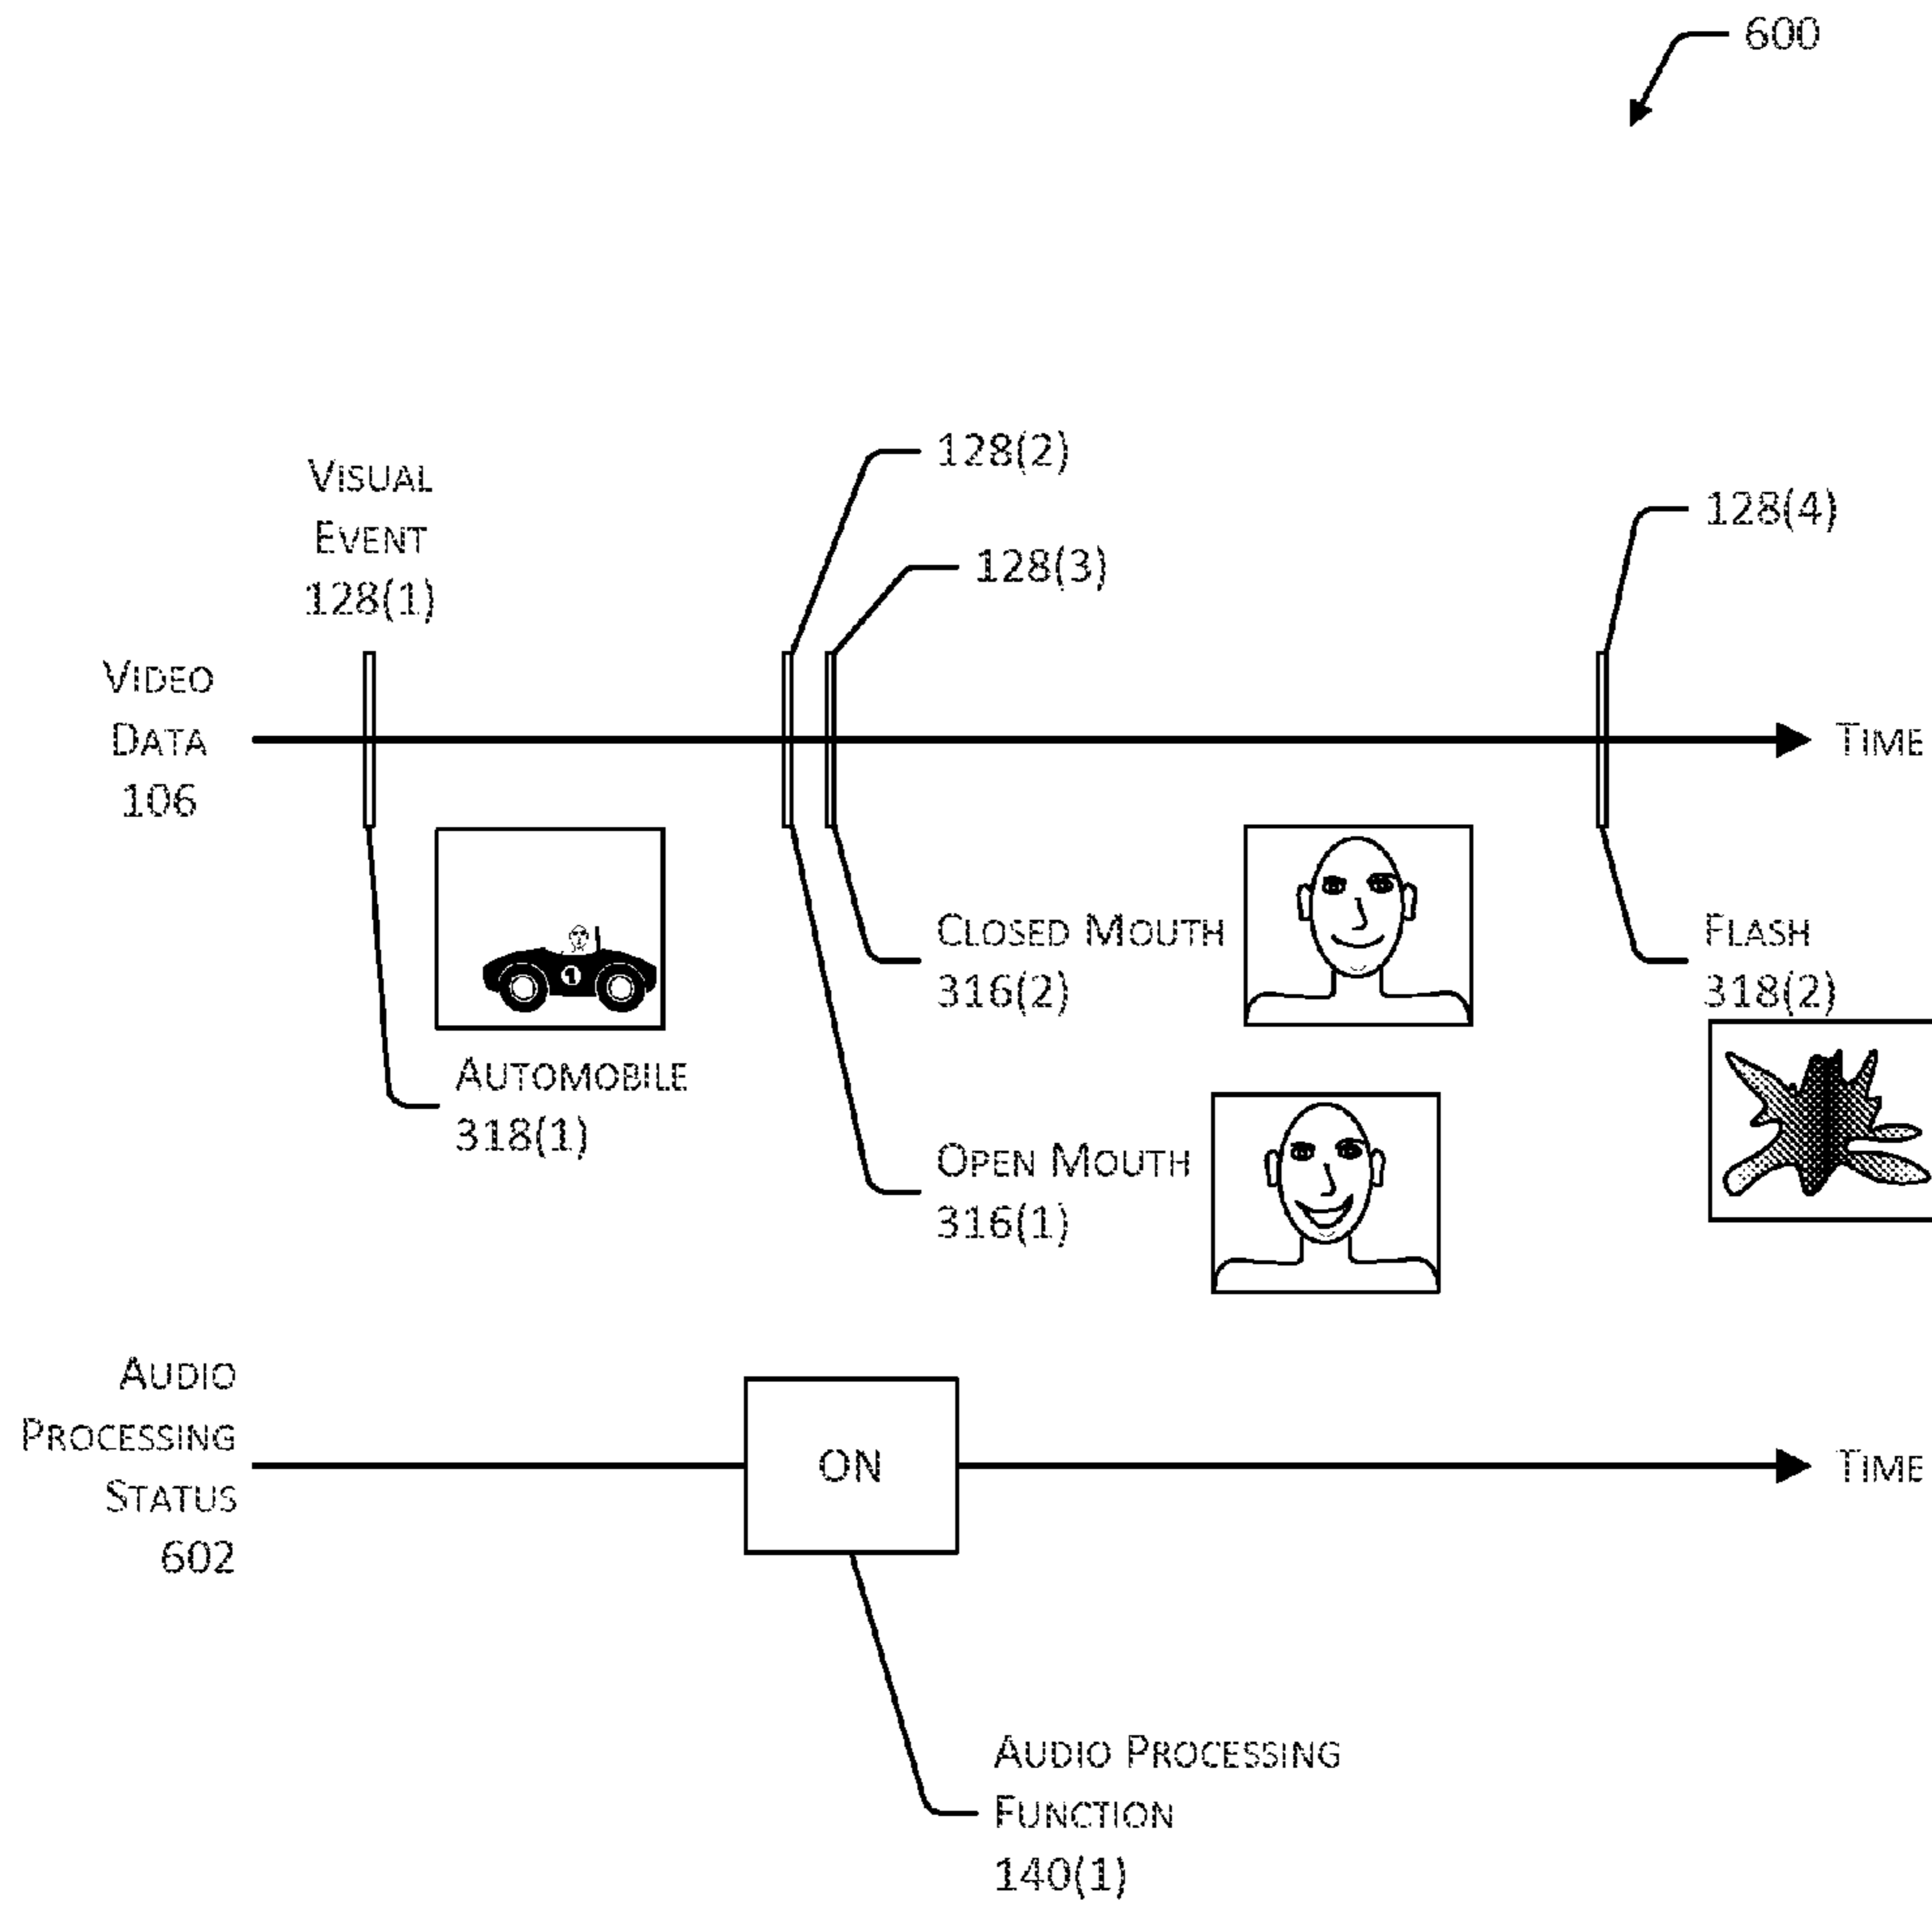 600
128(2)
VISUAL
EVENT
128(1)
128(4)
128(3)
VIDEO
DATA
106
TIME
CLOSED MOUTH
316(2)
FLASH
318(2)
1
AUTOMOBILE
318(1)
OPEN MOUTH
316(1)
AUDIO
PROCESSING
STATUS
602
ON
TIME
AUDIO PROCESSING
FUNCTION
140(1)